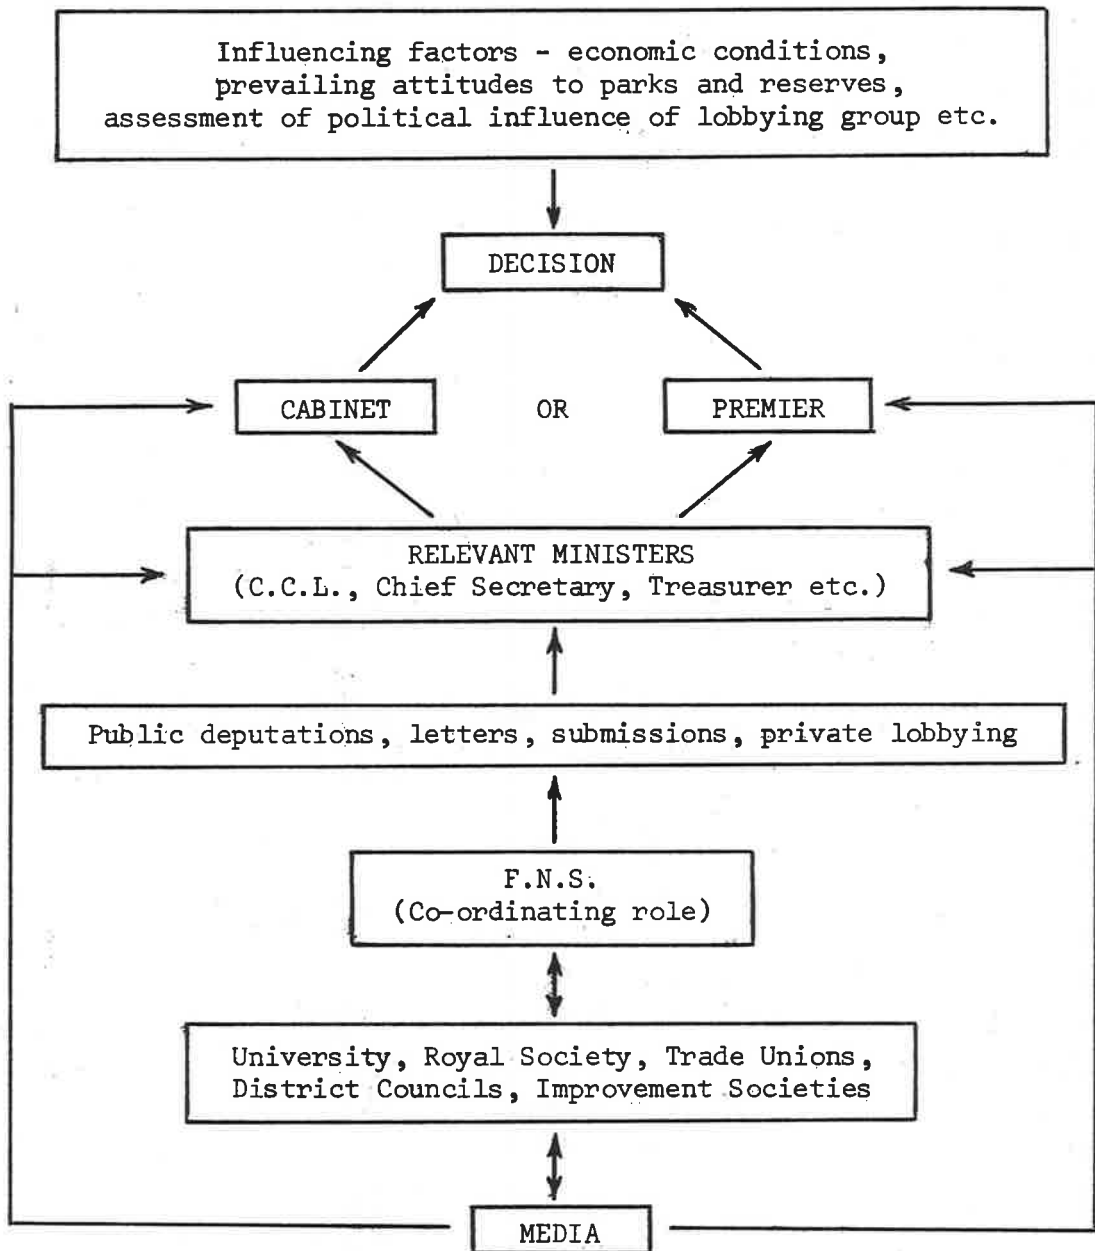 Influencing factors - economic conditions,
prevailing attitudes to parks and reserves,
assessment of political influence of lobbying group etc.
DECISION
CABINET
OR
PREMIER
RELEVANT MINISTERS
(C.C.L., Chief Secretary, Treasurer etc.)
Public deputations, letters, submissions, private lobbying
F.N.S.
(Co-ordinating role)
University, Royal Society, Trade Unions,
District Councils, Improvement Societies
MEDIA